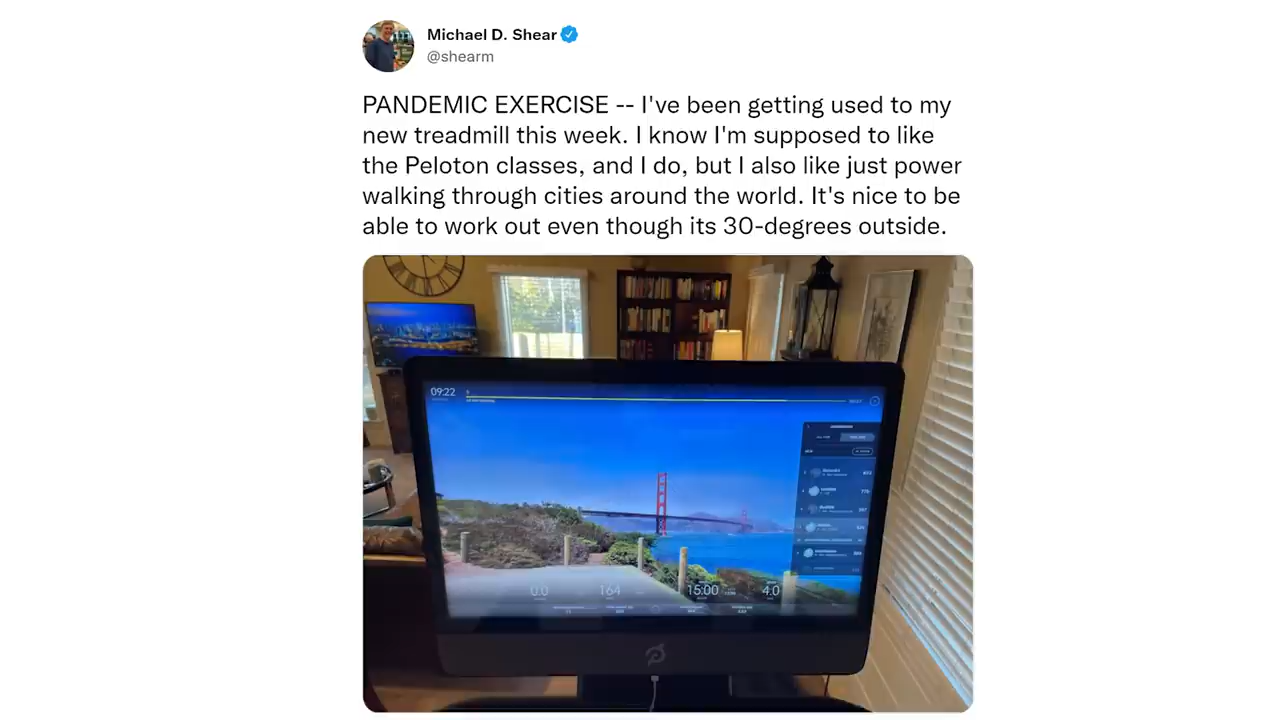 Michael D. Shear
@shearm
PANDEMIC EXERCISE -- I've been getting used to my
new treadmill this week. I know I'm supposed to like
the Peloton classes, and I do, but I also like just power
walking through cities around the world. It's nice to be
able to work out even though its 30-degrees outside.
09:22
0.0
164
15:00
4.0